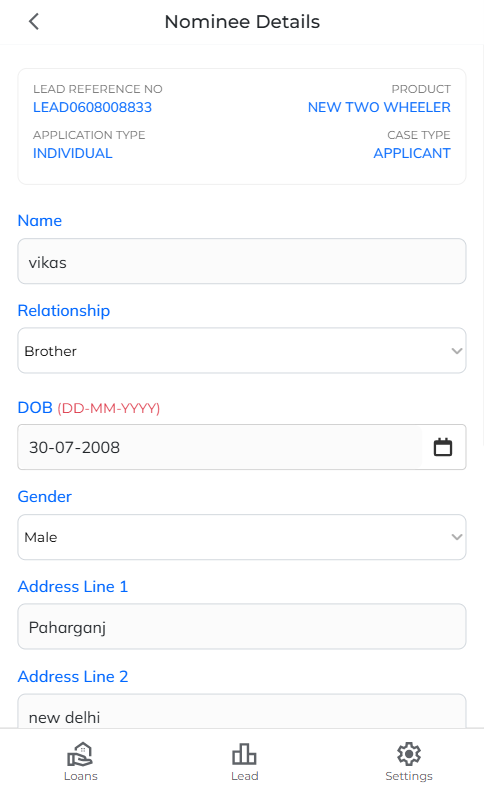 Nominee Details
LEAD REFERENCE NO PRODUCT
LEAD0608008833 NEW TWO WHEELER
APPLICATION TYPE CASE TYPE
INDIVIDUAL APPLICANT
Name
vikas
Relationship
Brother
DOB (DD-MM-YYYY)
30-07-2008
Gender
Male
Address Line 1
Paharganj
Address Line 2
new delhi
Loans Lead Settings